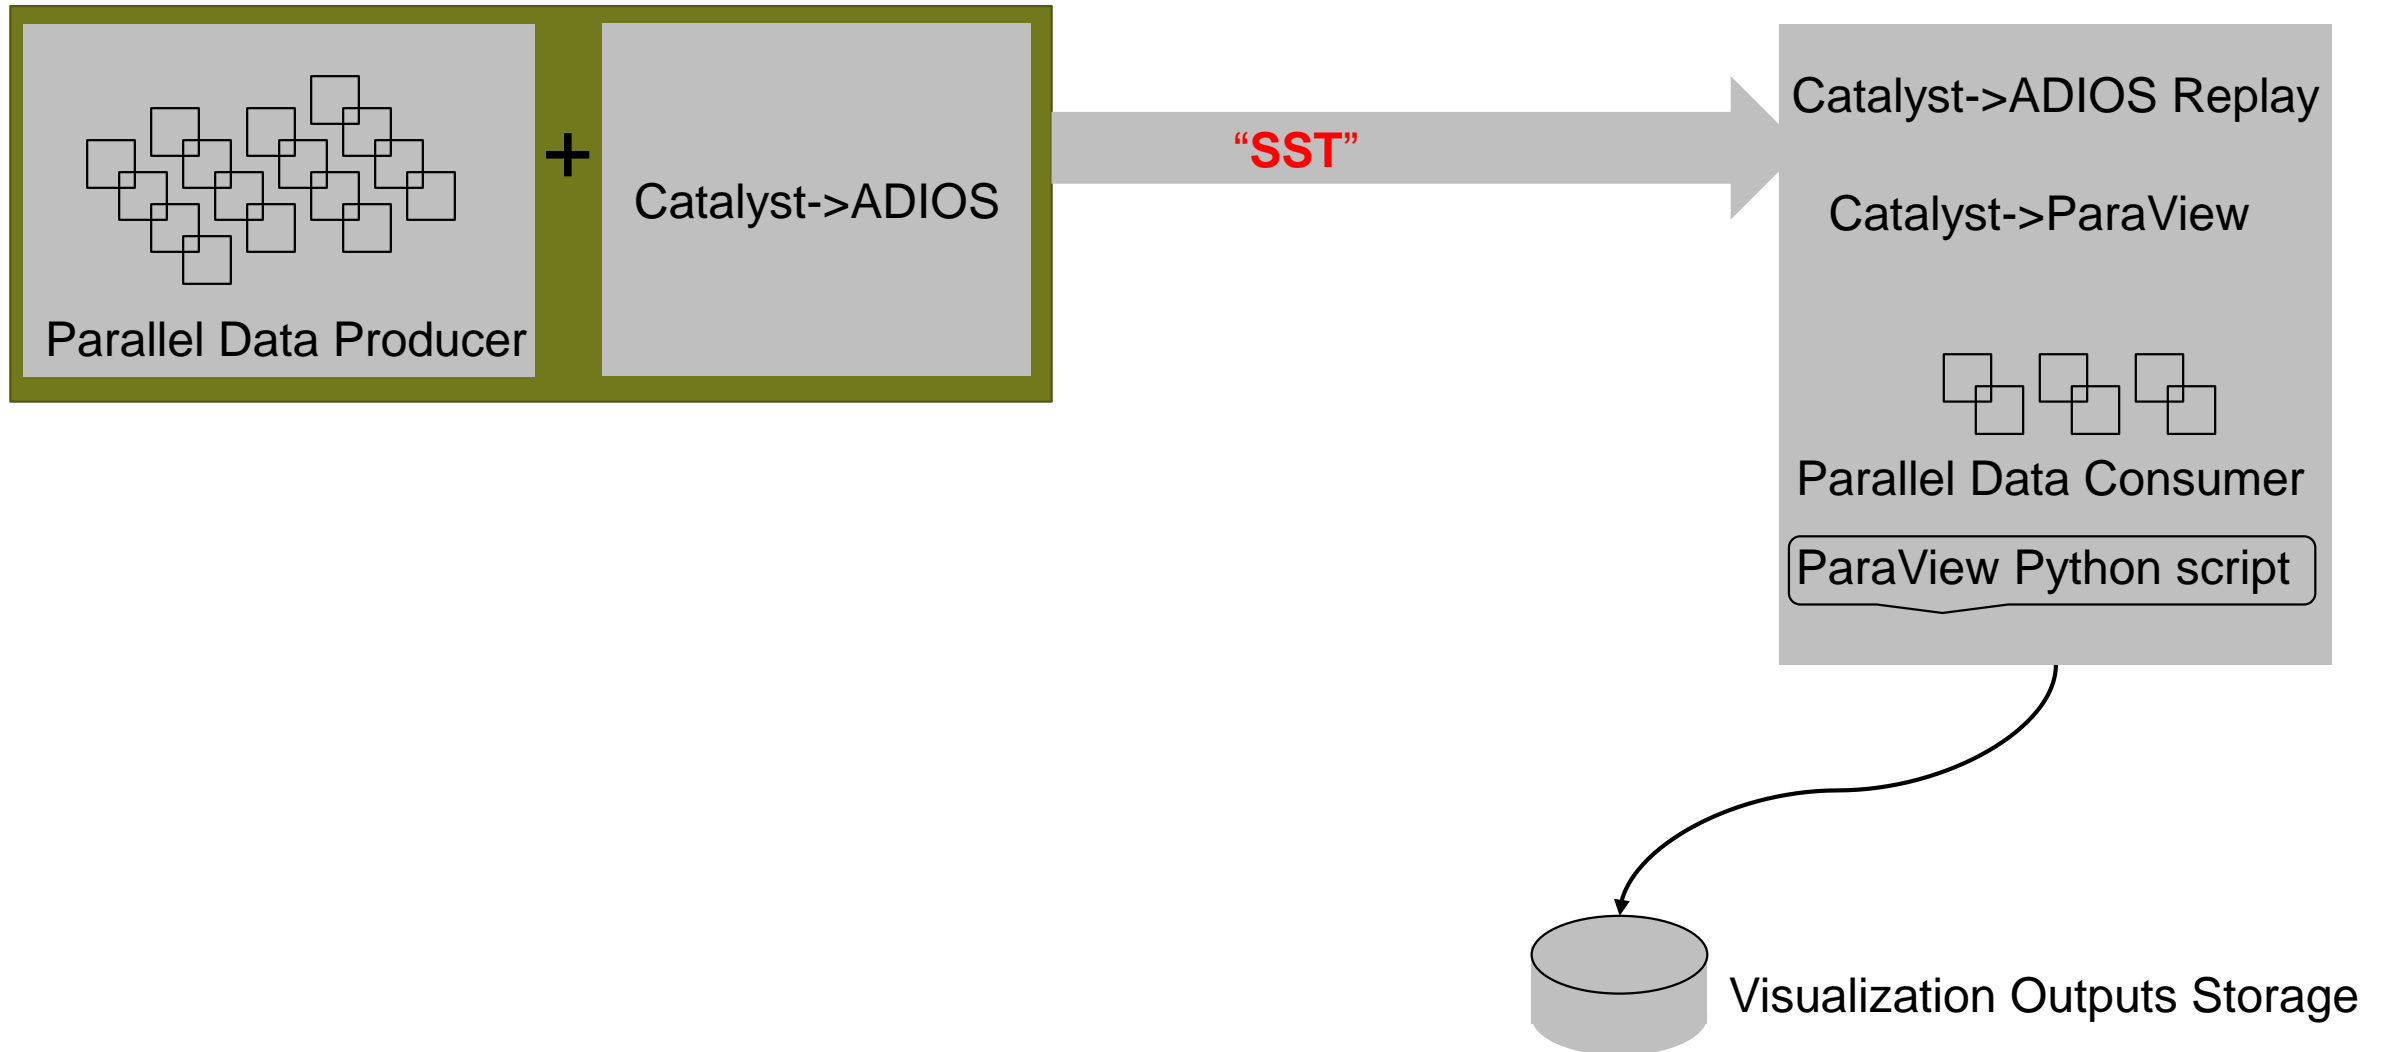 Parallel Data Producer
+
Catalyst->ADIOS
“SST”
Catalyst->ADIOS Replay
Catalyst->ParaView
Parallel Data Consumer
ParaView Python script
Visualization Outputs Storage